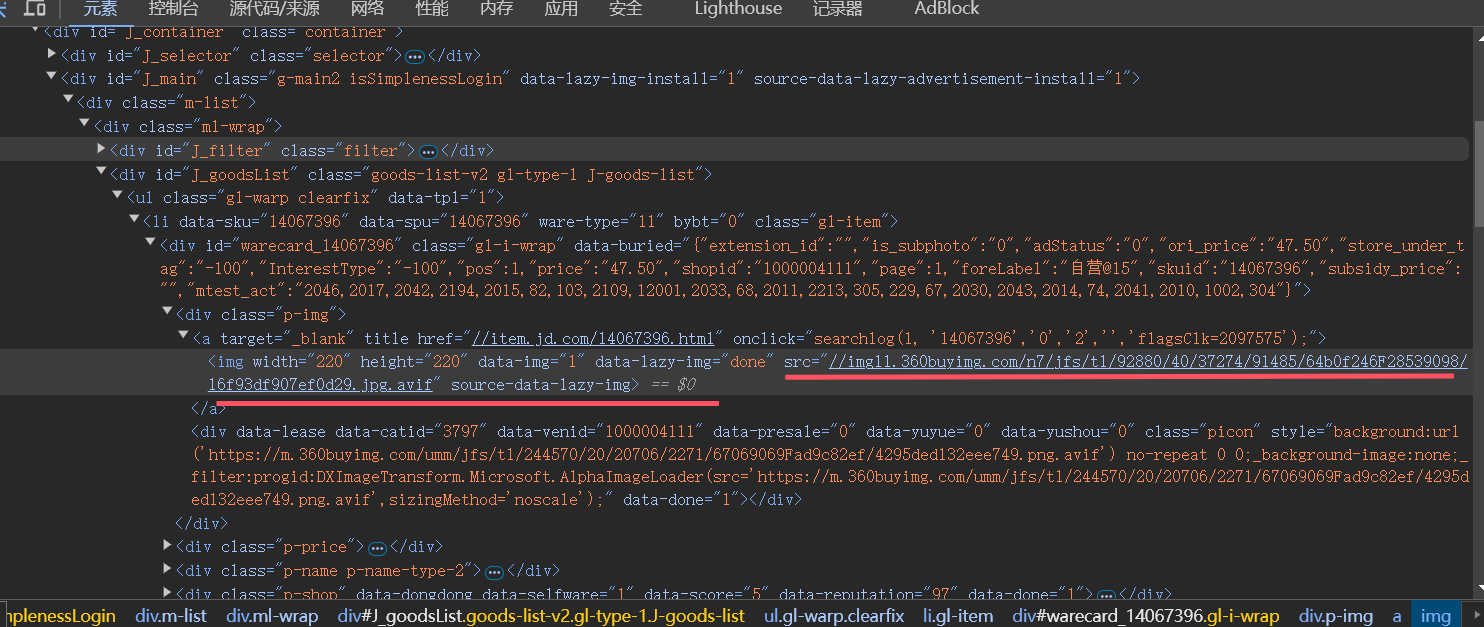 元素 控制台 源代码/来源 网络 性能 内存 应用 安全 Lighthouse 记录器 AdBlock
<div id="J_container" class="container">
<div id="J_selector" class="selector">…</div>
<div id="J_main" class="g-main2 isSimplenessLogin" data-lazy-img-install="1" source-data-lazy-advertisement-install="1">
<div class="m-list">
<div class="ml-wrap">
<div id="J_filter" class="filter">…</div>
<div id="J_goodsList" class="goods-list-v2 gl-type-1 J-goods-list">
<ul class="gl-warp clearfix" data-tpl="1">
<li data-sku="14067396" data-spu="14067396" ware-type="11" bybt="0" class="gl-item">
<div id="warecard_14067396" class="gl-i-wrap" data-buried="{"extension_id":"","is_subphoto":"0","adStatus":"0","ori_price":"47.50","store_under_t
ag":"-100","InterestType":"-100","pos":1,"price":"47.50","shopid":"1000004111","page":1,"foreLabel":"自营@15","skuid":"14067396","subsidy_price":
"","mtest_act":"2046,2017,2042,2194,2015,82,103,2109,12001,2033,68,2011,2213,305,229,67,2030,2043,2014,74,2041,2010,1002,304"}">
<div class="p-img">
<a target="_blank" title href="//item.jd.com/14067396.html" onclick="searchlog(1, '14067396','0','2','','flagsClk=2097575');">
<img width="220" height="220" data-img="1" data-lazy-img="done" src="//img11.360buyimg.com/n7/jfs/t1/92880/40/37274/91485/64b0f246F28539098/
16f93df907ef0d29.jpg.avif" source-data-lazy-img> == $0
</a>
<div data-lease data-catid="3797" data-venid="1000004111" data-presale="0" data-yuyue="0" data-yushou="0" class="picon" style="background:url
('https://m.360buyimg.com/umm/jfs/t1/244570/20/20706/2271/67069069Fad9c82ef/4295ded132eee749.png.avif') no-repeat 0 0;_background-image:none;_
filter:progid:DXImageTransform.Microsoft.AlphaImageLoader(src='https://m.360buyimg.com/umm/jfs/t1/244570/20/20706/2271/67069069Fad9c82ef/4295d
ed132eee749.png.avif',sizingMethod='noscale');" data-done="1"></div>
</div>
<div class="p-price">…</div>
<div class="p-name p-name-type-2">…</div>
<div class="p-shop" data-dongdong data-selfware="1" data-score="5" data-reputation="97" data-done="1">…</div>
mplenessLogin div.m-list div.ml-wrap div#J_goodsList.goods-list-v2.gl-type-1.J-goods-list ul.gl-warp.clearfix li.gl-item div#warecard_14067396.gl-i-wrap div.p-img a img